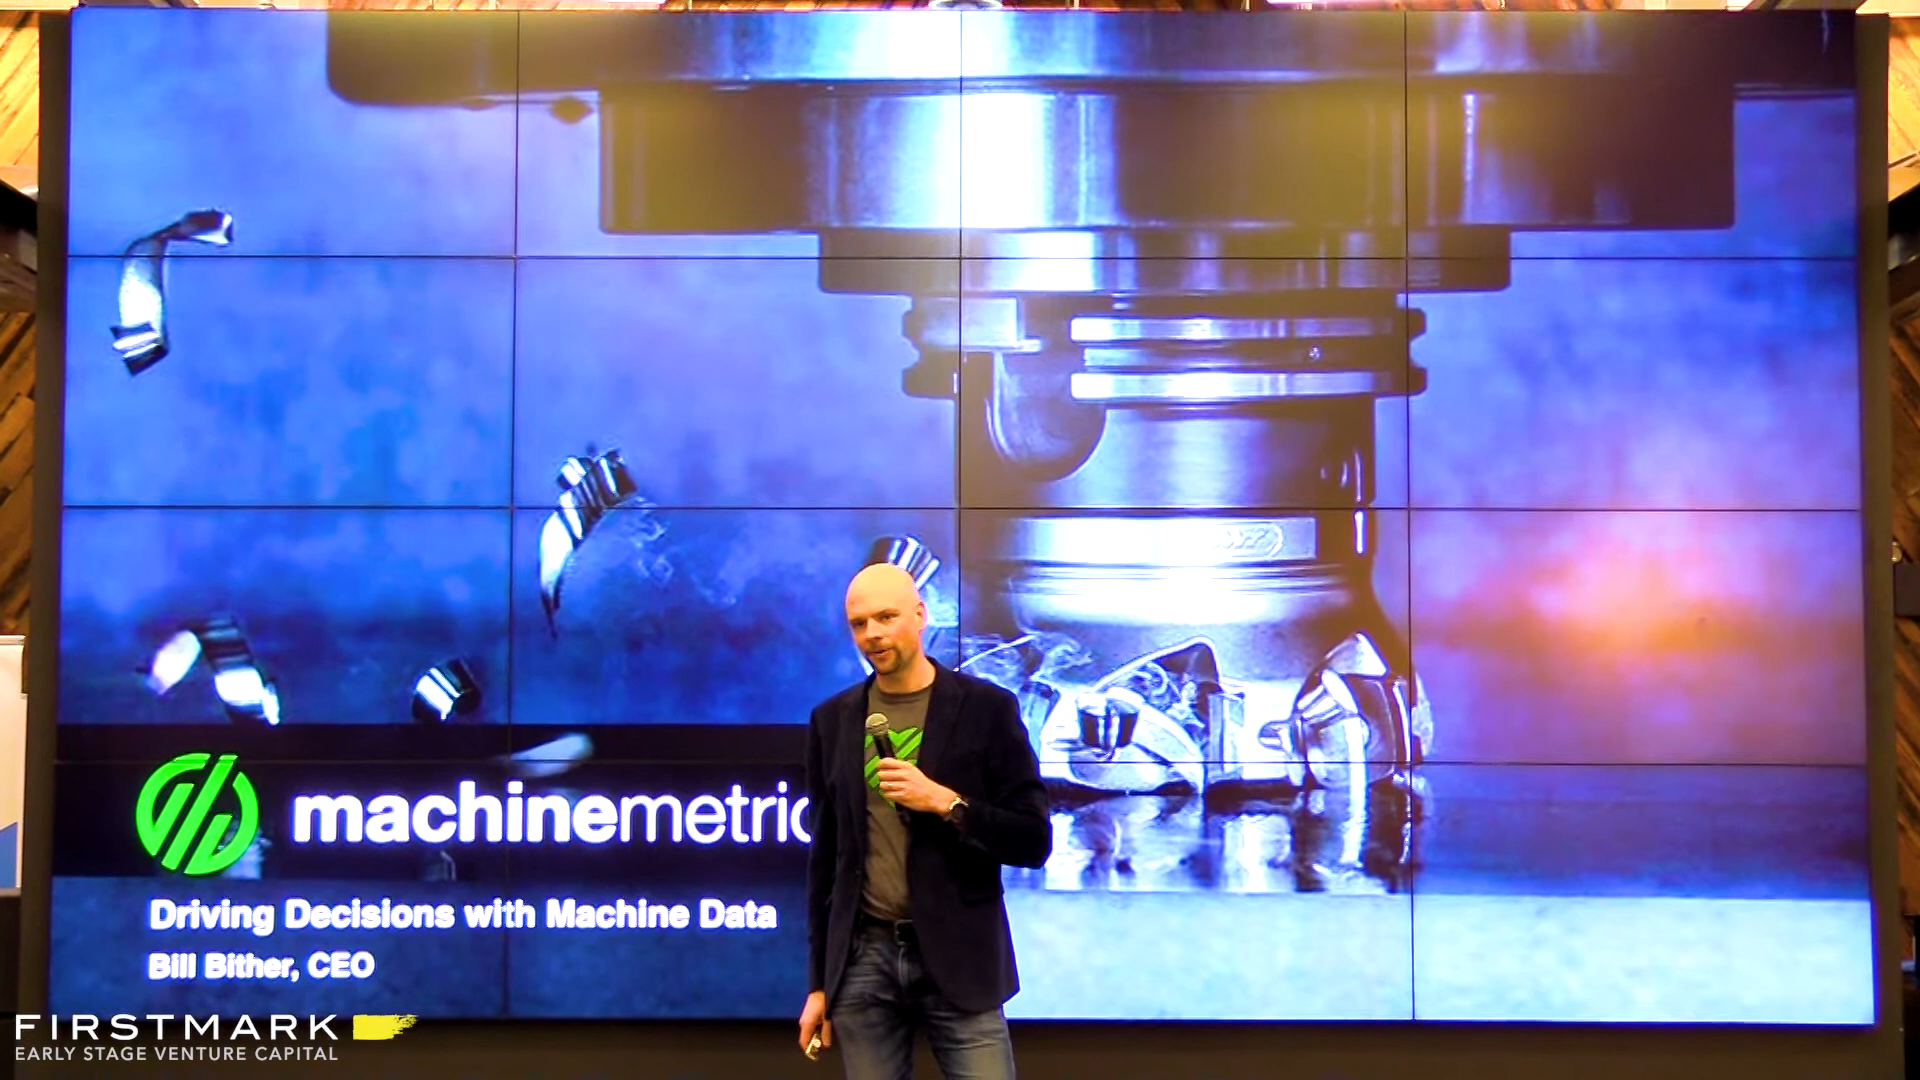 machinemetric
Driving Decisions with Machine Data
Bill Bither, CEO
FIRSTMARK
EARLY STAGE VENTURE CAPITAL